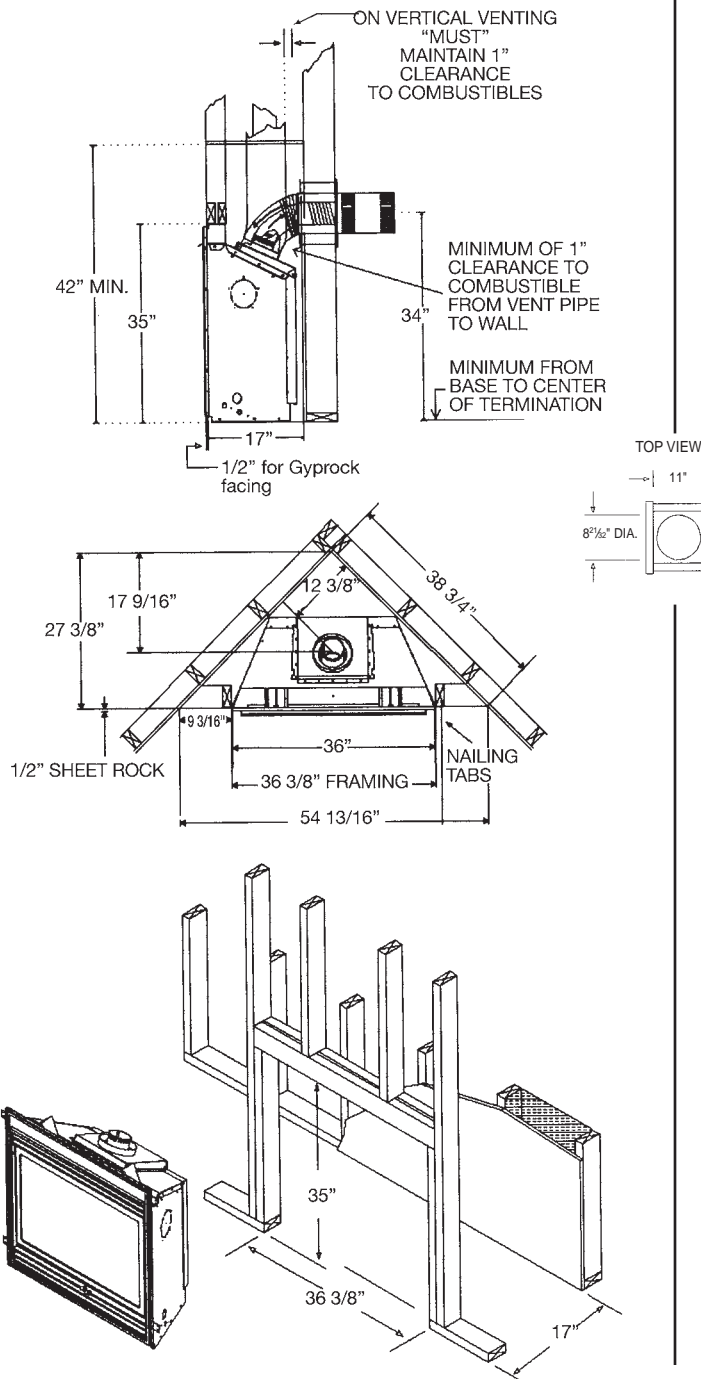 ON VERTICAL VENTING
“MUST”
MAINTAIN 1”
CLEARANCE
TO COMBUSTIBLES
42” MIN.
35”
34”
MINIMUM OF 1”
CLEARANCE TO
COMBUSTIBLE
FROM VENT PIPE
TO WALL
MINIMUM FROM
BASE TO CENTER
OF TERMINATION
17”
1/2” for Gyprock
facing
TOP VIEW
11"
8²¹⁄₃₂" DIA.
12 3/8”
38 3/4”
17 9/16”
27 3/8”
9 3/16”
1/2” SHEET ROCK
36”
NAILING
TABS
36 3/8” FRAMING
54 13/16”
35”
36 3/8”
17”